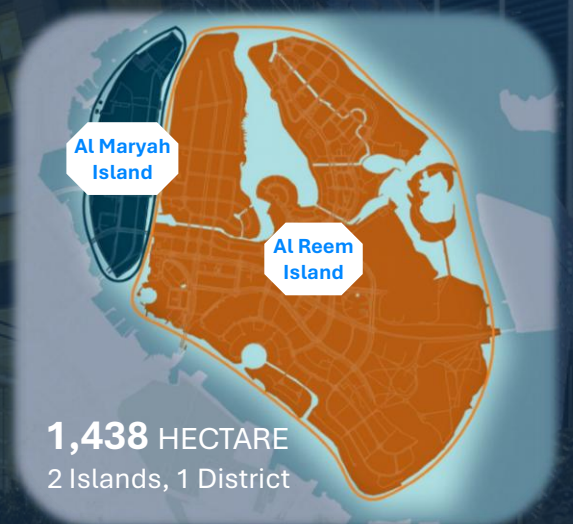 Al Maryah
Island
Al Reem
Island
1,438 HECTARE
2 Islands, 1 District